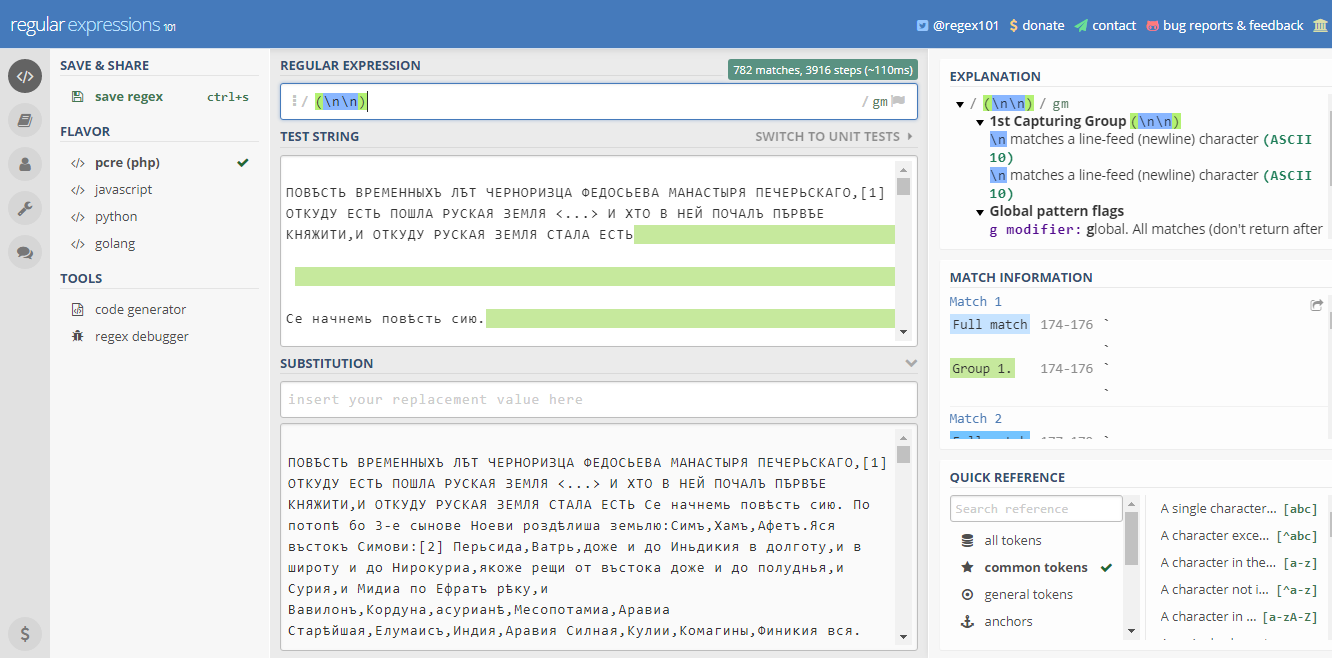 regular expressions 101
@regex101 $ donate contact bug reports & feedback
SAVE & SHARE
save regex ctrl+s
FLAVOR
</> pcre (php)
</> javascript
</> python
</> golang
TOOLS
code generator
regex debugger
$
REGULAR EXPRESSION
782 matches, 3916 steps (~110ms)
/ (\n\n) / gm
TEST STRING SWITCH TO UNIT TESTS
ПОВѢСТЬ ВРЕМЕННЫХЪ ЛѢТ ЧЕРНОРИЗЦА ФЕДОСЬЕВА МАНАСТЫРЯ ПЕЧЕРЬСКАГО,[1]
ОТКУДУ ЕСТЬ ПОШЛА РУСКАЯ ЗЕМЛЯ <...> И ХТО В НЕЙ ПОЧАЛЪ ПѢРВѢЕ
КНЯЖИТИ,И ОТКУДУ РУСКАЯ ЗЕМЛЯ СТАЛА ЕСТЬ
Се начнемь повѣсть сию.
SUBSTITUTION
insert your replacement value here
ПОВѢСТЬ ВРЕМЕННЫХЪ ЛѢТ ЧЕРНОРИЗЦА ФЕДОСЬЕВА МАНАСТЫРЯ ПЕЧЕРЬСКАГО,[1]
ОТКУДУ ЕСТЬ ПОШЛА РУСКАЯ ЗЕМЛЯ <...> И ХТО В НЕЙ ПОЧАЛЪ ПѢРВѢЕ
КНЯЖИТИ,И ОТКУДУ РУСКАЯ ЗЕМЛЯ СТАЛА ЕСТЬ Се начнемь повѣсть сию. По
потопѣ бо 3-е сынове Ноеви роздѣлиша земьлю:Симъ,Хамъ,Афетъ.Яся
въстокъ Симови:[2] Перьсида,Ватрь,доже и до Иньдикия в долготу,и в
широту и до Нирокуриа,якоже рещи от въстока доже и до полуднья,и
Сурия,и Мидиа по Ефратъ рѣку,и
Вавилонъ,Кордуна,асурианѣ,Месопотамиа,Аравиа
Старѣйшая,Елумаисъ,Индия,Аравия Силная,Кулии,Комагины,Финикия вся.
EXPLANATION
/ (\n\n) / gm
1st Capturing Group (\n\n)
\n matches a line-feed (newline) character (ASCII
10)
\n matches a line-feed (newline) character (ASCII
10)
Global pattern flags
g modifier: global. All matches (don't return after
MATCH INFORMATION
Match 1
Full match 174-176 `
`
Group 1. 174-176 `
`
Match 2
QUICK REFERENCE
Search reference
all tokens
common tokens
general tokens
anchors
A single character... [abc]
A character exce... [^abc]
A character in the... [a-z]
A character not i... [^a-z]
A character in ... [a-zA-Z]